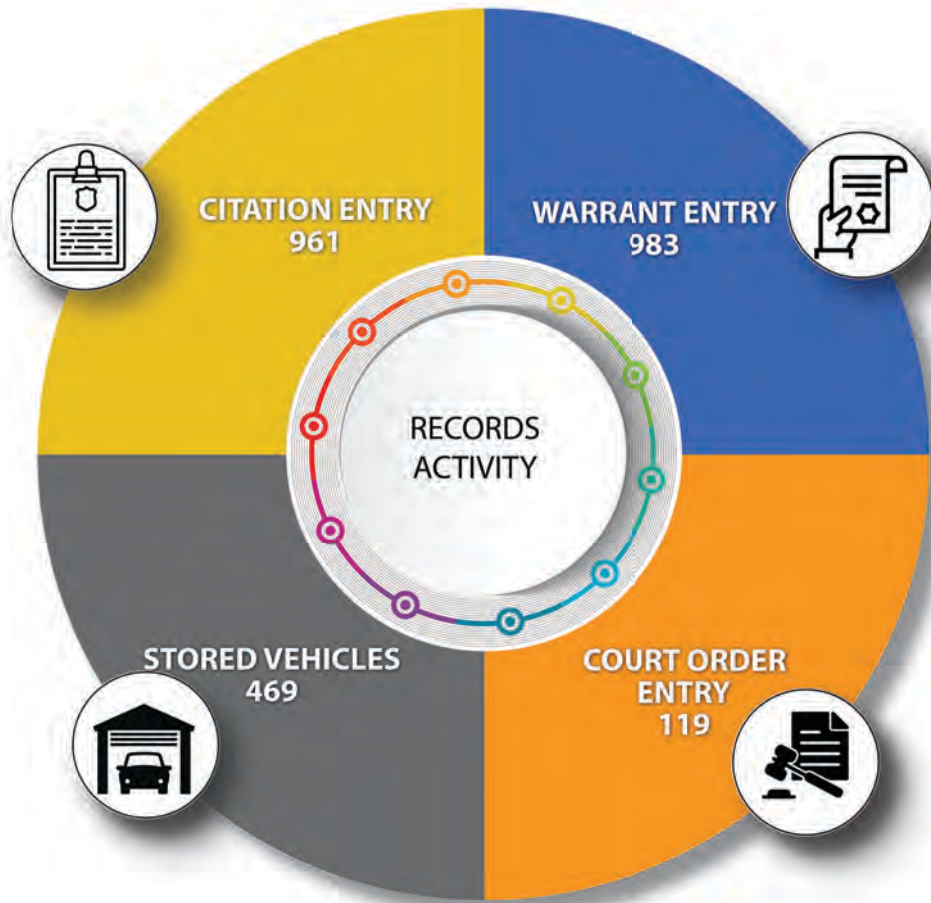 CITATION ENTRY
961
WARRANT ENTRY
983
RECORDS
ACTIVITY
STORED VEHICLES
469
COURT ORDER
ENTRY
119